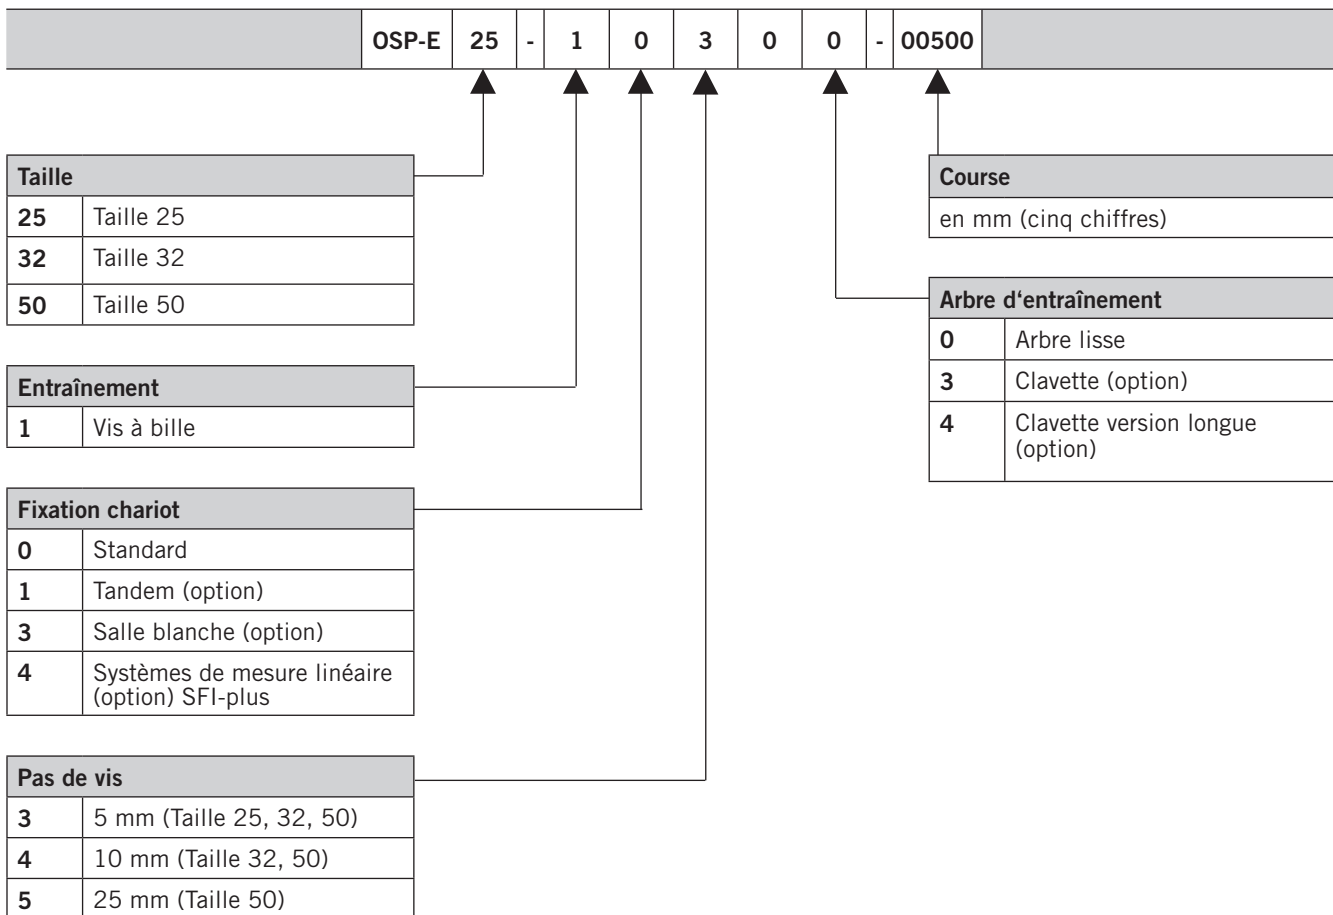 OSP-E 25 - 1 0 3 0 0 - 00500
Taille
25 Taille 25
32 Taille 32
50 Taille 50
Entraînement
1 Vis à bille
Fixation chariot
0 Standard
1 Tandem (option)
3 Salle blanche (option)
4 Systèmes de mesure linéaire
(option) SFI-plus
Pas de vis
3 5 mm (Taille 25, 32, 50)
4 10 mm (Taille 32, 50)
5 25 mm (Taille 50)
Course
en mm (cinq chiffres)
Arbre d‘entraînement
0 Arbre lisse
3 Clavette (option)
4 Clavette version longue
(option)